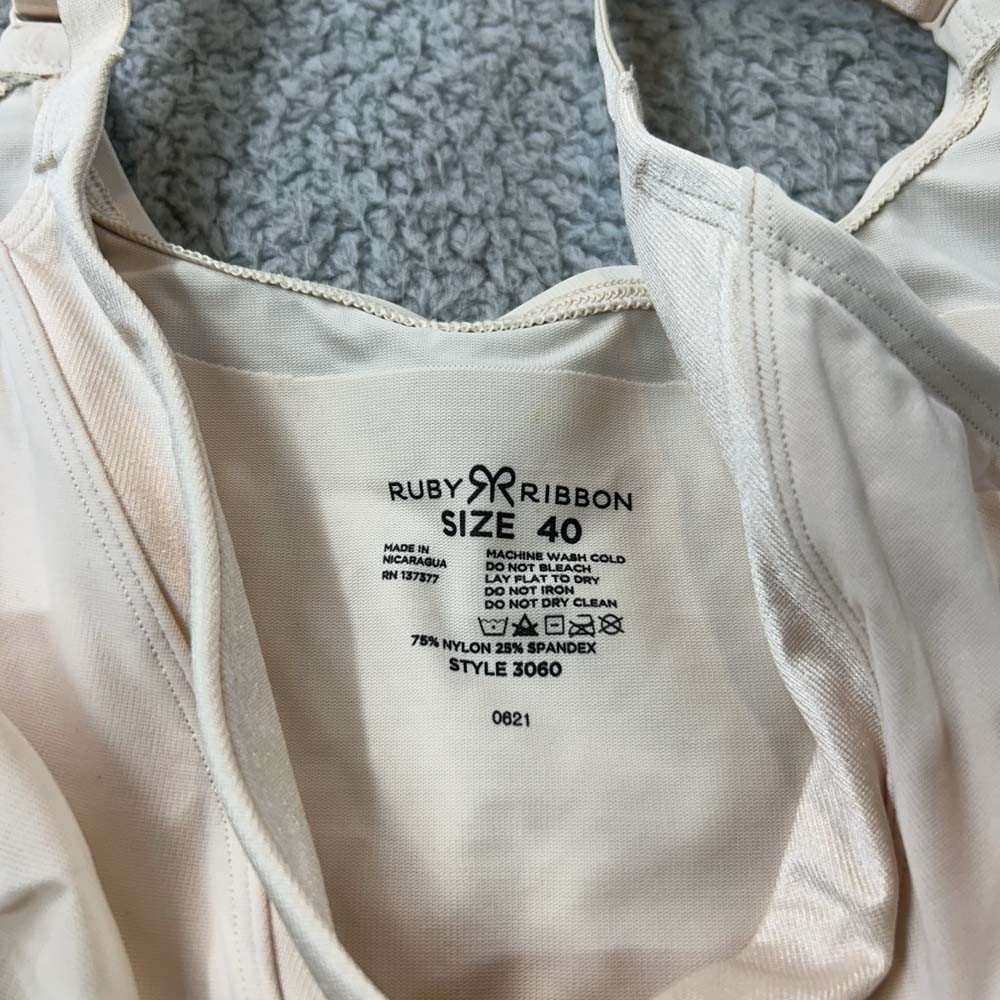 RUBY RIBBON
SIZE 40
MADE IN
NICARAGUA
RN 137377
MACHINE WASH COLD
DO NOT BLEACH
LAY FLAT TO DRY
DO NOT IRON
DO NOT DRY CLEAN
75% NYLON 25% SPANDEX
STYLE 3060
0621